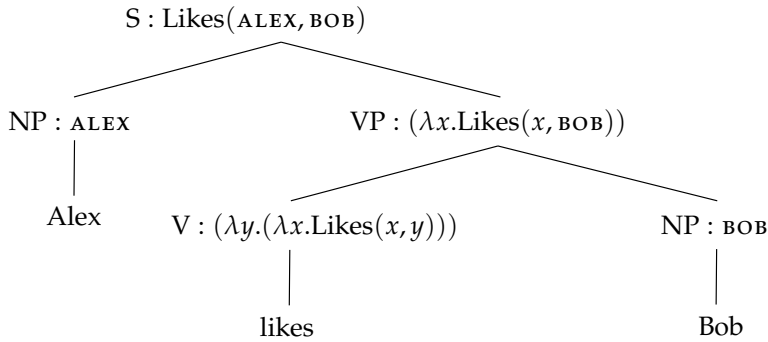 S : Likes(ALEX, BOB)
NP : ALEX VP : (λx.Likes(x, BOB))
Alex V : (λy.(λx.Likes(x, y))) NP : BOB
likes Bob